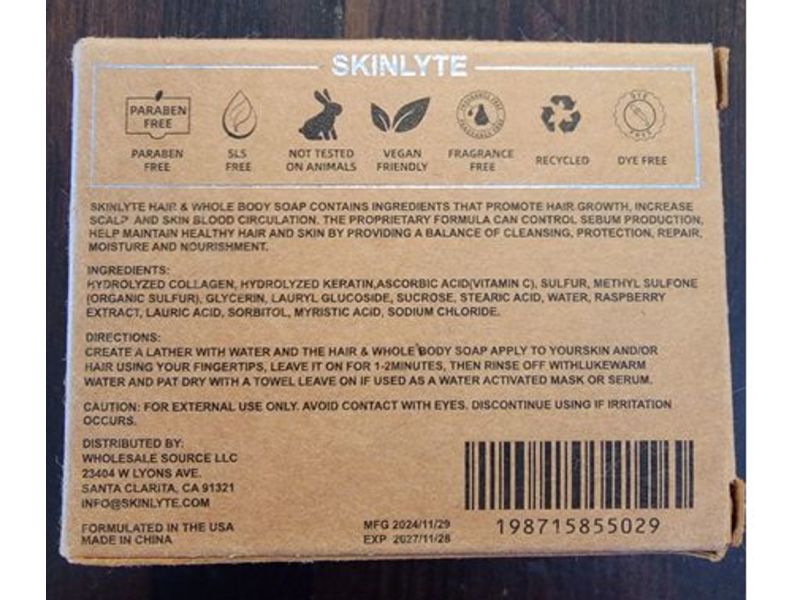 SKINLYTE
PARABEN
FREE
FRAGRANCE FREE
FRAGRANCE FREE
DYE
FREE
PARABEN
FREE
SLS
FREE
NOT TESTED
ON ANIMALS
VEGAN
FRIENDLY
FRAGRANCE
FREE
RECYCLED
DYE FREE
SKINLYTE HAIR & WHOLE BODY SOAP CONTAINS INGREDIENTS THAT PROMOTE HAIR GROWTH, INCREASE
SCALP AND SKIN BLOOD CIRCULATION. THE PROPRIETARY FORMULA CAN CONTROL SEBUM PRODUCTION,
HELP MAINTAIN HEALTHY HAIR AND SKIN BY PROVIDING A BALANCE OF CLEANSING, PROTECTION, REPAIR,
MOISTURE AND NOURISHMENT.
INGREDIENTS:
HYDROLYZED COLLAGEN, HYDROLYZED KERATIN,ASCORBIC ACID(VITAMIN C), SULFUR, METHYL SULFONE
(ORGANIC SULFUR), GLYCERIN, LAURYL GLUCOSIDE, SUCROSE, STEARIC ACID, WATER, RASPBERRY
EXTRACT, LAURIC ACID, SORBITOL, MYRISTIC ACID, SODIUM CHLORIDE.
DIRECTIONS:
CREATE A LATHER WITH WATER AND THE HAIR & WHOLE BODY SOAP APPLY TO YOURSKIN AND/OR
HAIR USING YOUR FINGERTIPS, LEAVE IT ON FOR 1-2MINUTES, THEN RINSE OFF WITHLUKEWARM
WATER AND PAT DRY WITH A TOWEL LEAVE ON IF USED AS A WATER ACTIVATED MASK OR SERUM.
CAUTION: FOR EXTERNAL USE ONLY. AVOID CONTACT WITH EYES. DISCONTINUE USING IF IRRITATION
OCCURS.
DISTRIBUTED BY:
WHOLESALE SOURCE LLC
23404 W LYONS AVE.
SANTA CLARITA, CA 91321
INFO@SKINLYTE.COM
FORMULATED IN THE USA
MADE IN CHINA
MFG 2024/11/29
EXP 2027/11/28
198715855029